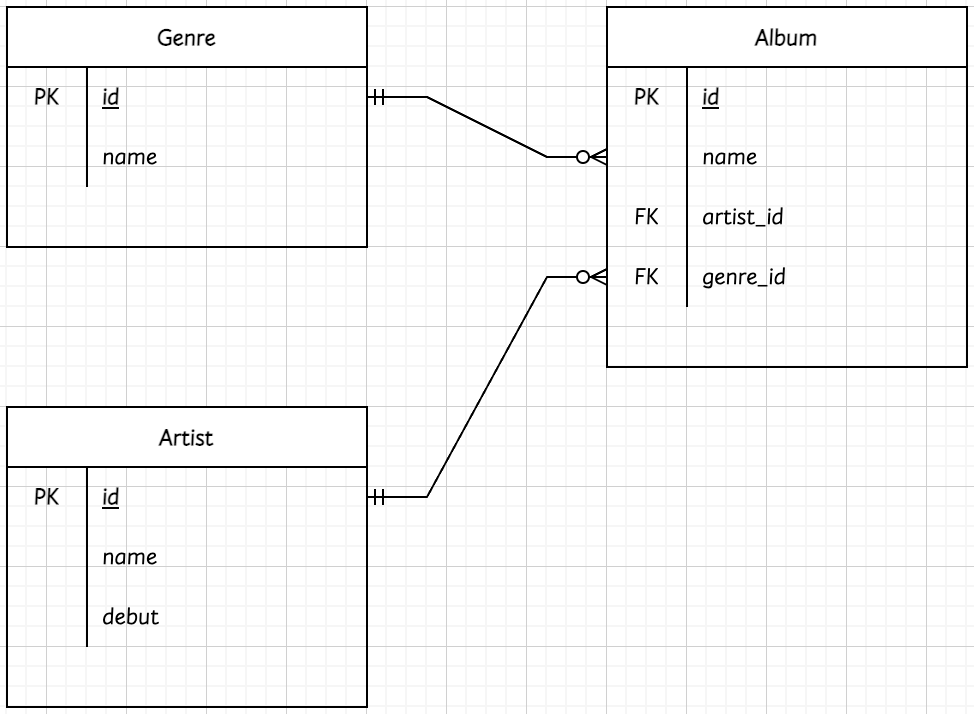 Genre
PK id
name
Album
PK id
name
FK artist_id
FK genre_id
Artist
PK id
name
debut